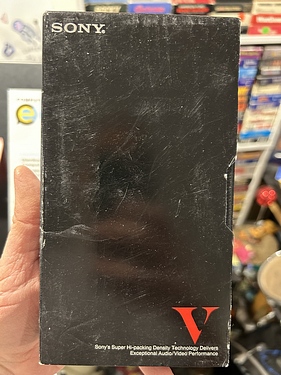 SONY
V
Sony's Super Hi-packing Density Technology Delivers
Exceptional Audio/Video Performance